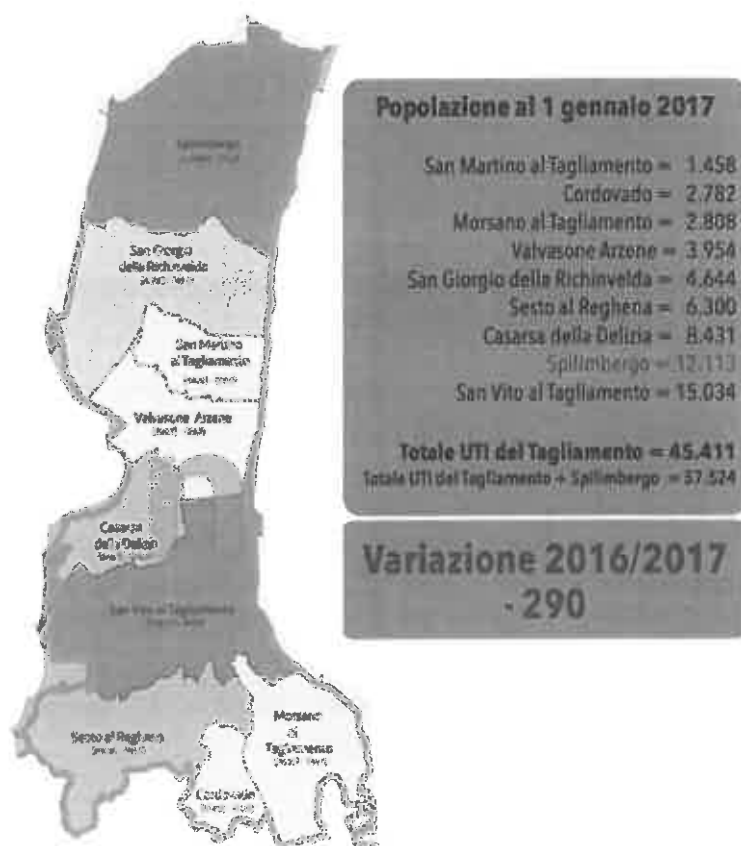 Popolazione al 1 gennaio 2017
San Martino al Tagliamento = 1.458
Cordovado = 2.782
Morsano al Tagliamento = 2.808
Valvasone Arzene = 3.954
San Giorgio della Richinvelda = 4.644
Sesto al Reghena = 6.300
Casarsa della Delizia = 8.431
Spilimbergo = 12.113
San Vito al Tagliamento = 15.034
Totale UTI del Tagliamento = 45.411
Totale UTI del Tagliamento + Spilimbergo = 57.524
Variazione 2016/2017
- 290
Spilimbergo
San Giorgio
della Richinvelda
San Martino
al Tagliamento
Valvasone Arzene
Casarsa
della Delizia
San Vito al Tagliamento
Sesto al Reghena
Morsano
al
Tagliamento
Cordovado